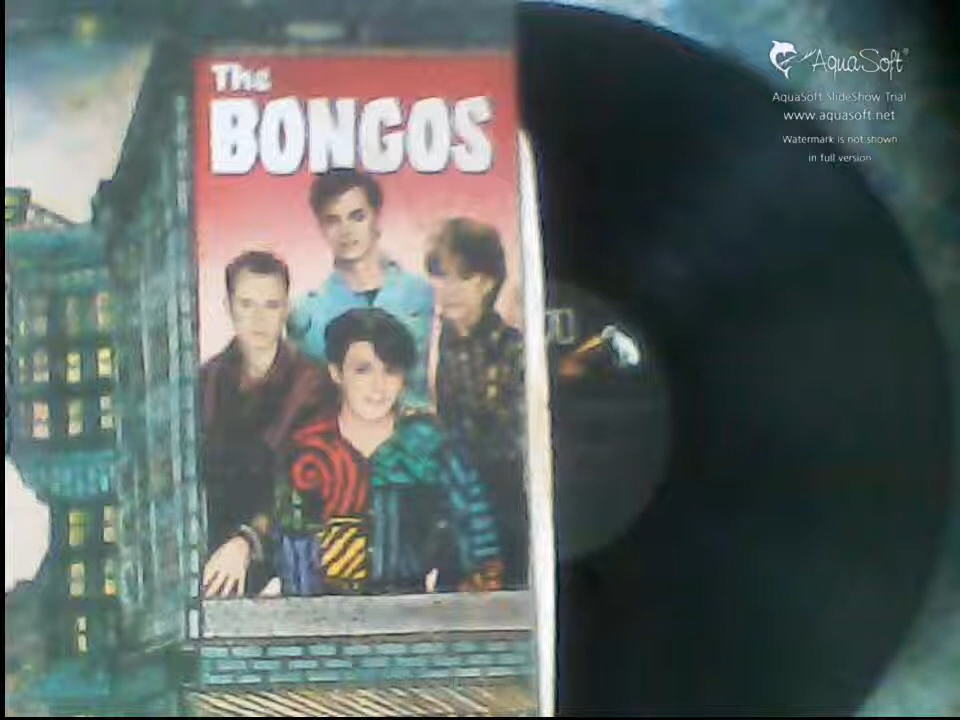 The
BONGOS
AquaSoft®
AquaSoft SlideShow Trial
www.aquasoft.net
Watermark is not shown
in full version